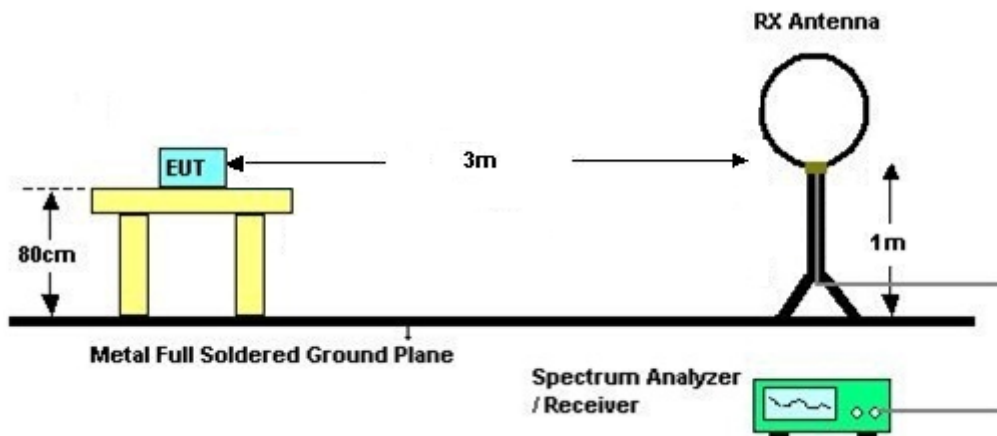 RX Antenna
EUT
3m
80cm
1m
Metal Full Soldered Ground Plane
Spectrum Analyzer
/ Receiver